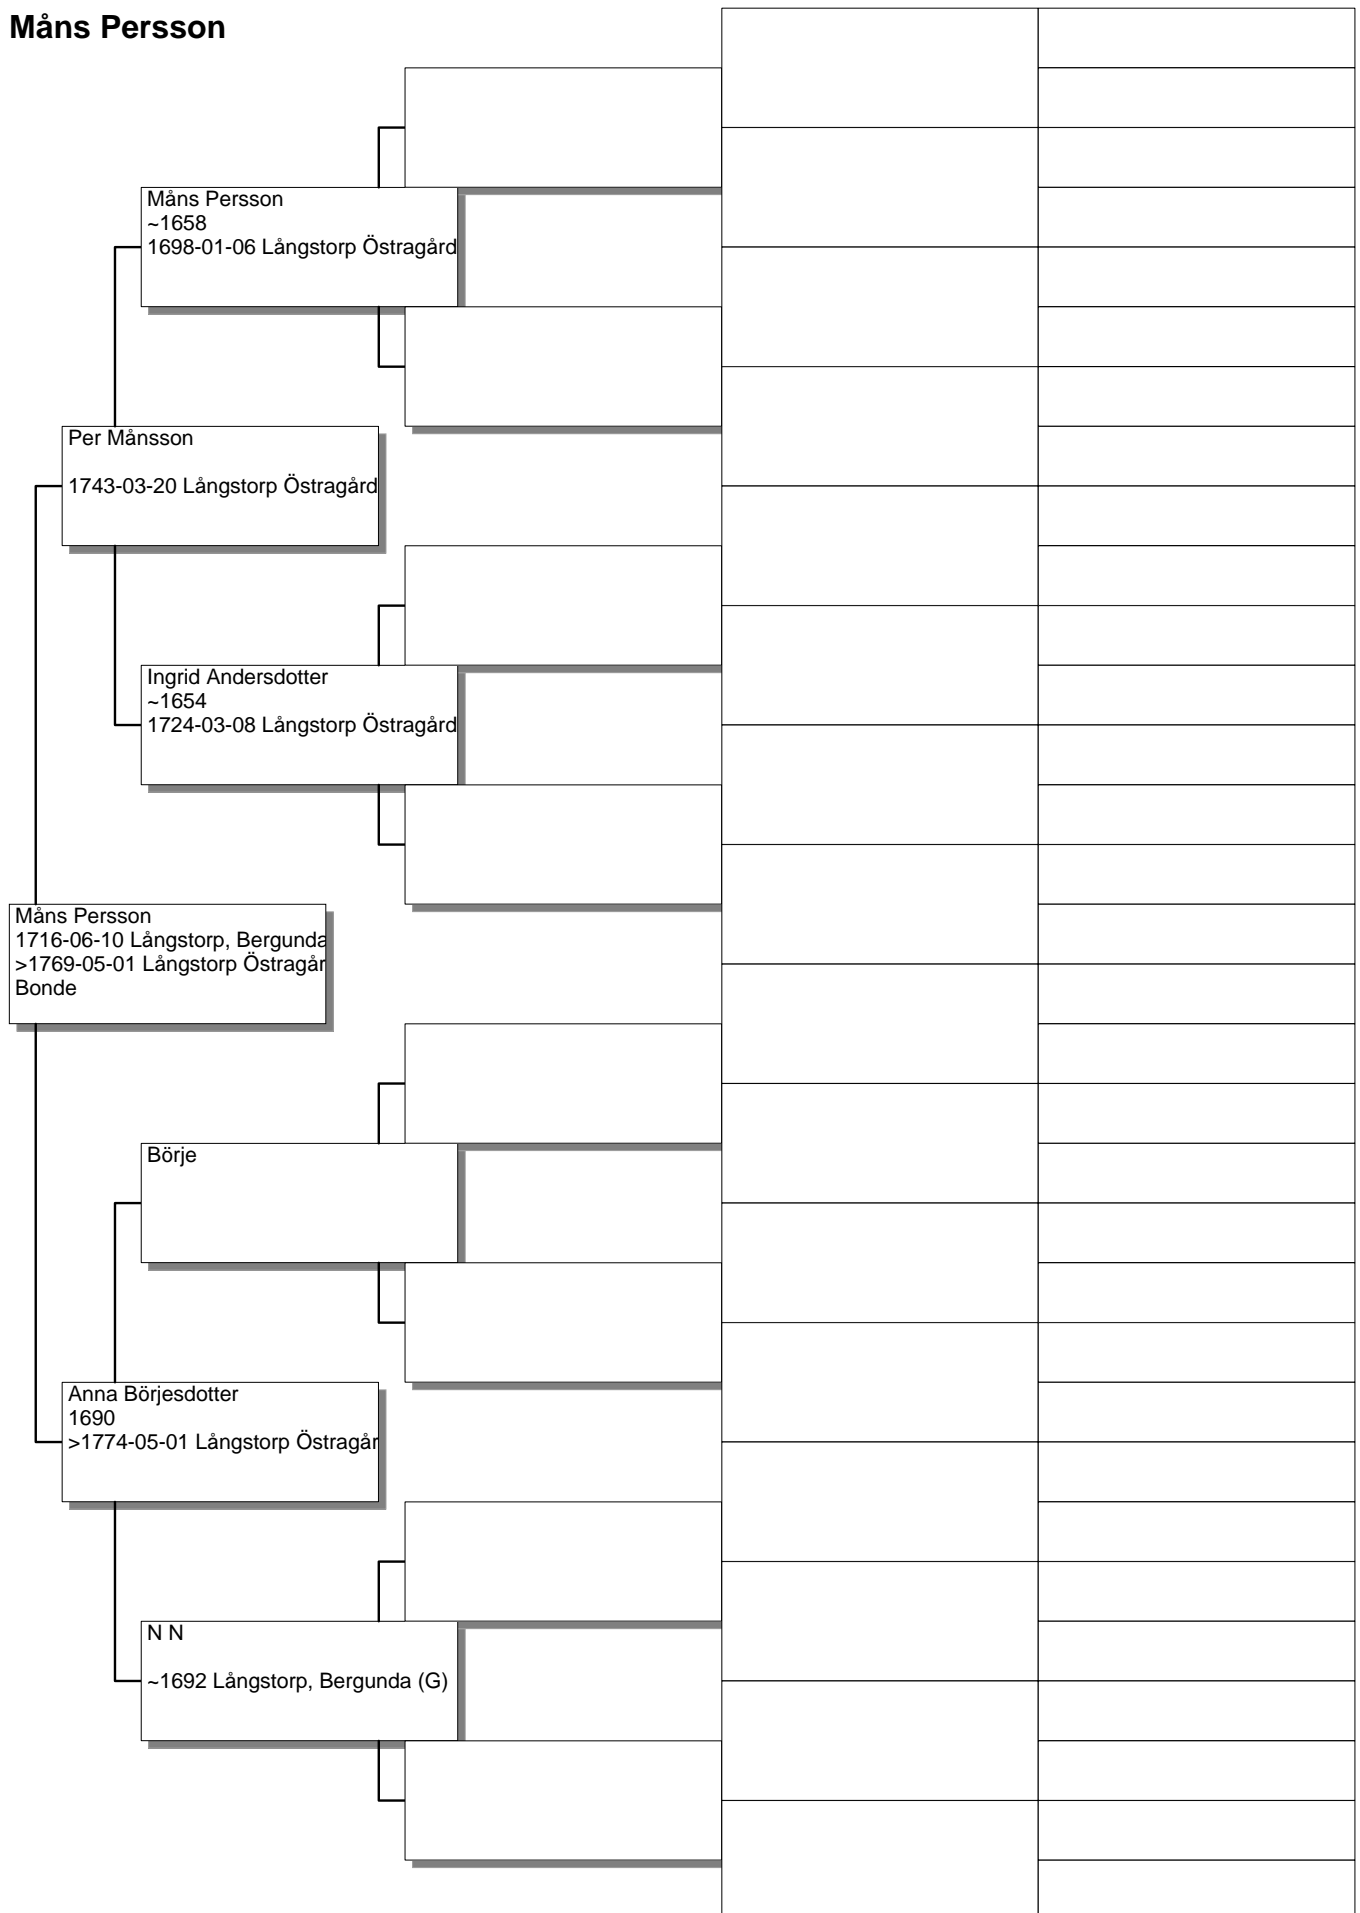 Måns Persson
Måns Persson
~1658
1698-01-06 Långstorp Östragård
Per Månsson
1743-03-20 Långstorp Östragård
Ingrid Andersdotter
~1654
1724-03-08 Långstorp Östragård
Måns Persson
1716-06-10 Långstorp, Bergunda
>1769-05-01 Långstorp Östragår
Bonde
Börje
Anna Börjesdotter
1690
>1774-05-01 Långstorp Östragår
N N
~1692 Långstorp, Bergunda (G)